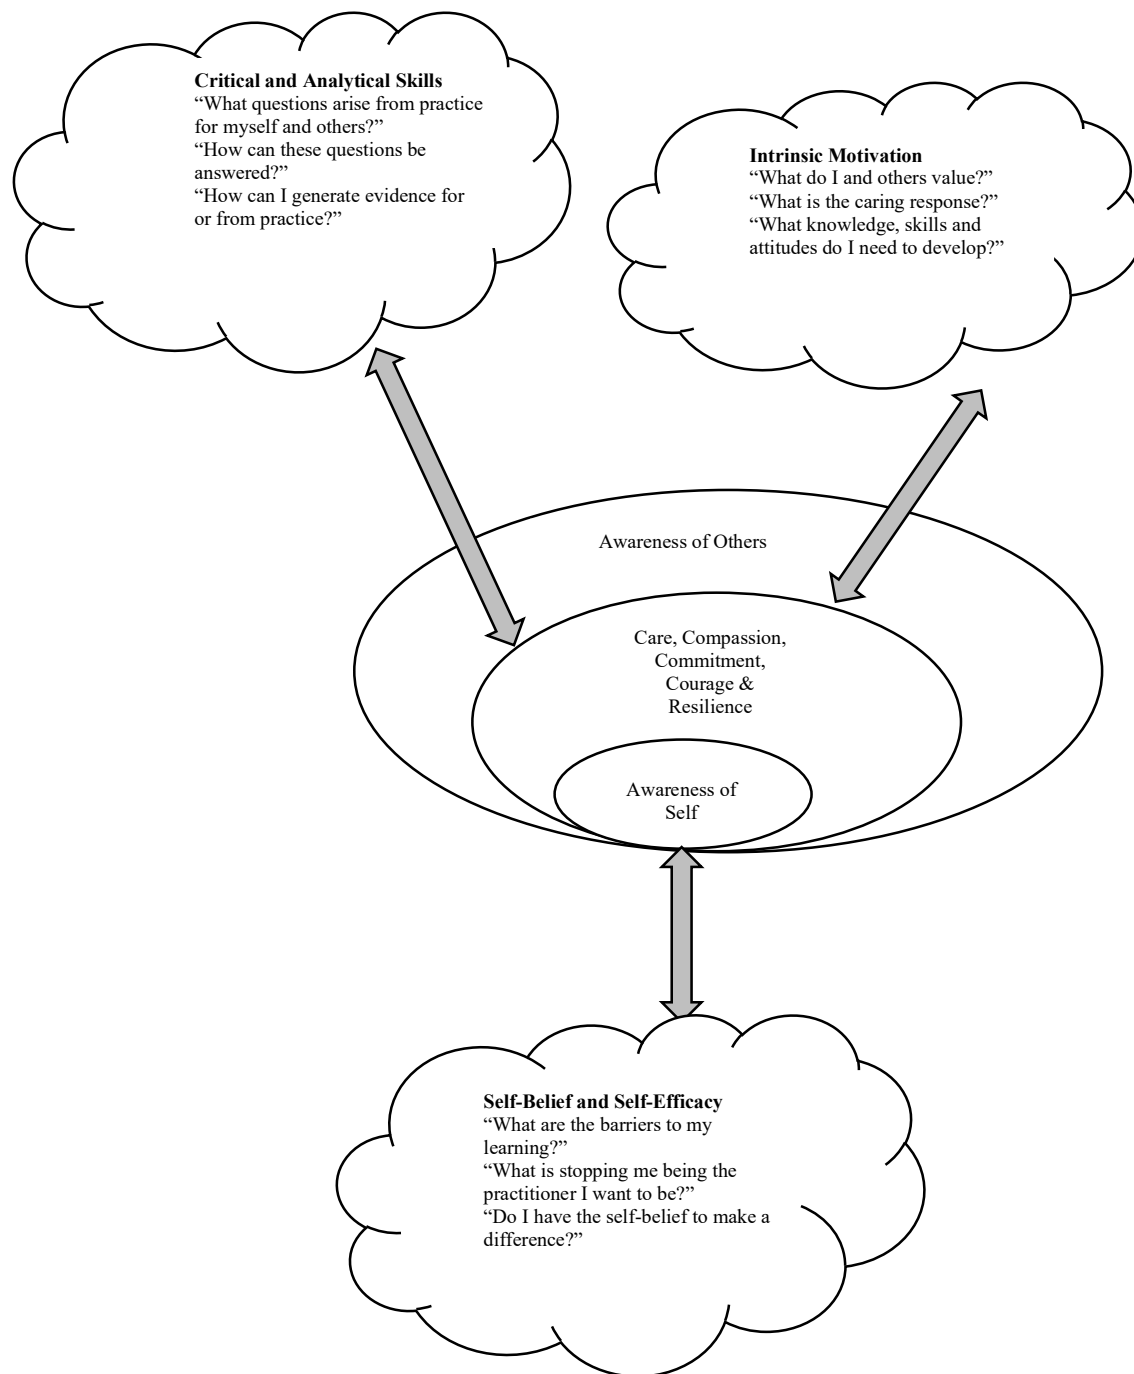 Critical and Analytical Skills
“What questions arise from practice
for myself and others?”
“How can these questions be
answered?”
“How can I generate evidence for
or from practice?”
Intrinsic Motivation
“What do I and others value?”
“What is the caring response?”
“What knowledge, skills and
attitudes do I need to develop?”
Awareness of Others
Care, Compassion,
Commitment,
Courage &
Resilience
Awareness of
Self
Self-Belief and Self-Efficacy
“What are the barriers to my
learning?”
“What is stopping me being the
practitioner I want to be?”
“Do I have the self-belief to make a
difference?”